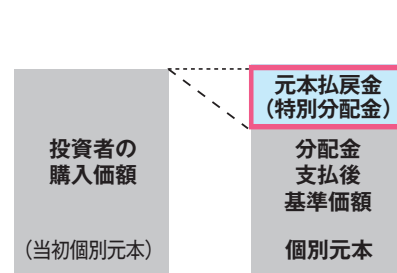 投資者の
購入価額
（当初個別元本）
元本払戻金
（特別分配金）
分配金
支払後
基準価額
個別元本